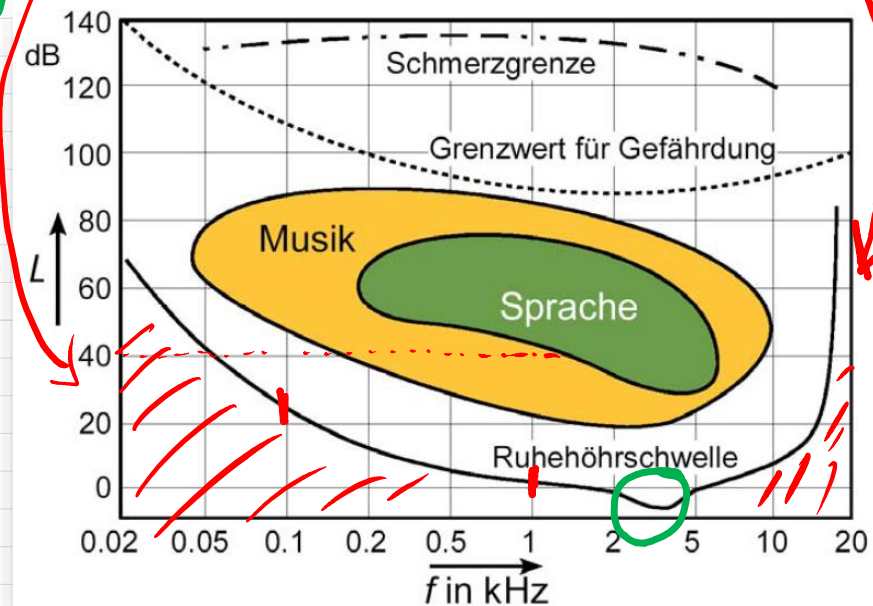 140
dB
Schmerzgrenze
120
Grenzwert für Gefährdung
100
80
Musik
L
60
Sprache
40
20
Ruhehöhrschwelle
0
0.02 0.05 0.1 0.2 0.5 1 2 5 10 20
f in kHz